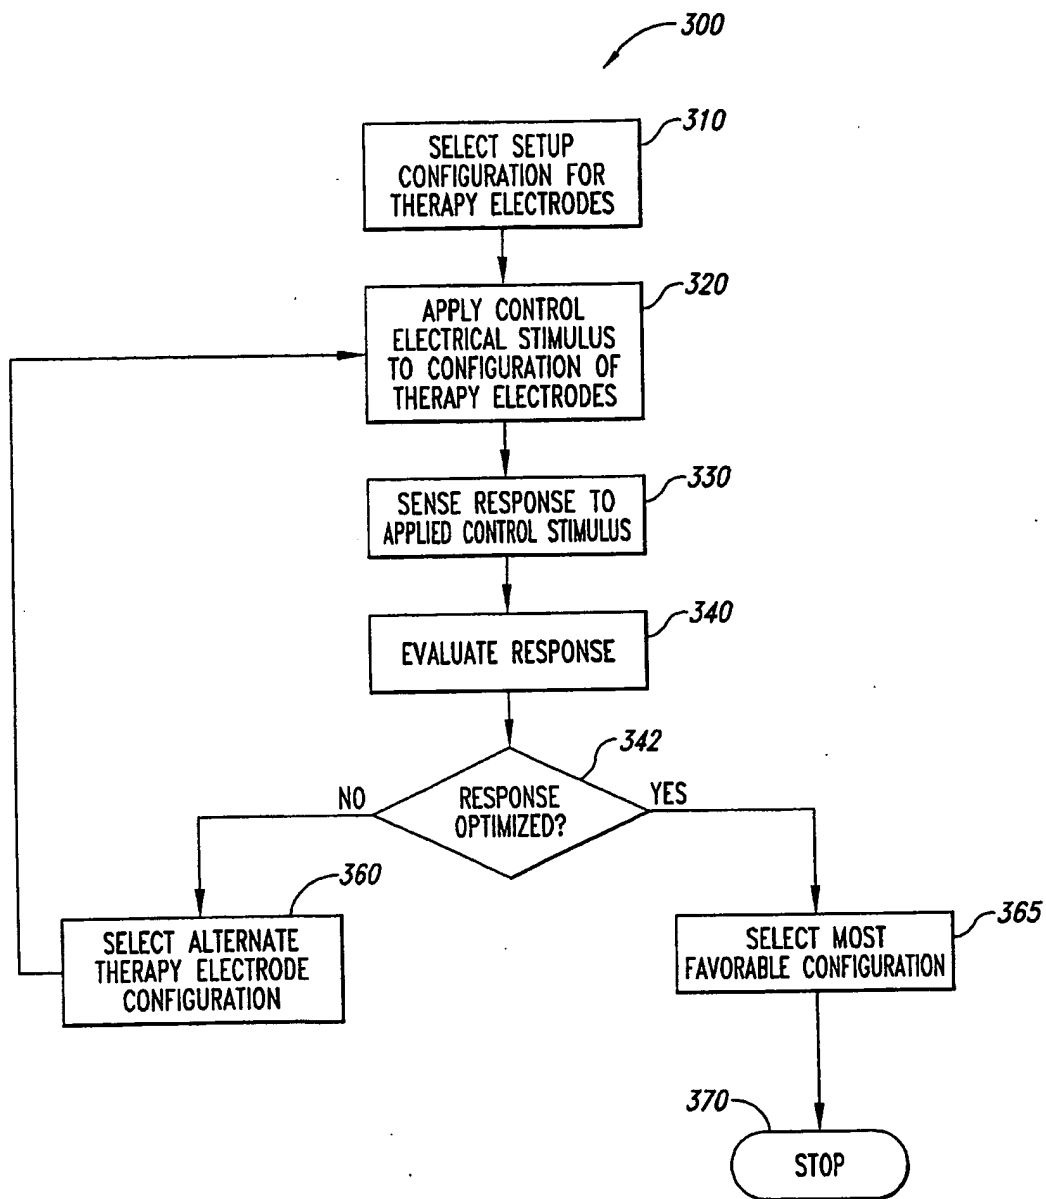 300
310
SELECT SETUP
CONFIGURATION FOR
THERAPY ELECTRODES
320
APPLY CONTROL
ELECTRICAL STIMULUS
TO CONFIGURATION OF
THERAPY ELECTRODES
330
SENSE RESPONSE TO
APPLIED CONTROL STIMULUS
340
EVALUATE RESPONSE
342
NO
RESPONSE
OPTIMIZED?
YES
360
SELECT ALTERNATE
THERAPY ELECTRODE
CONFIGURATION
365
SELECT MOST
FAVORABLE CONFIGURATION
370
STOP